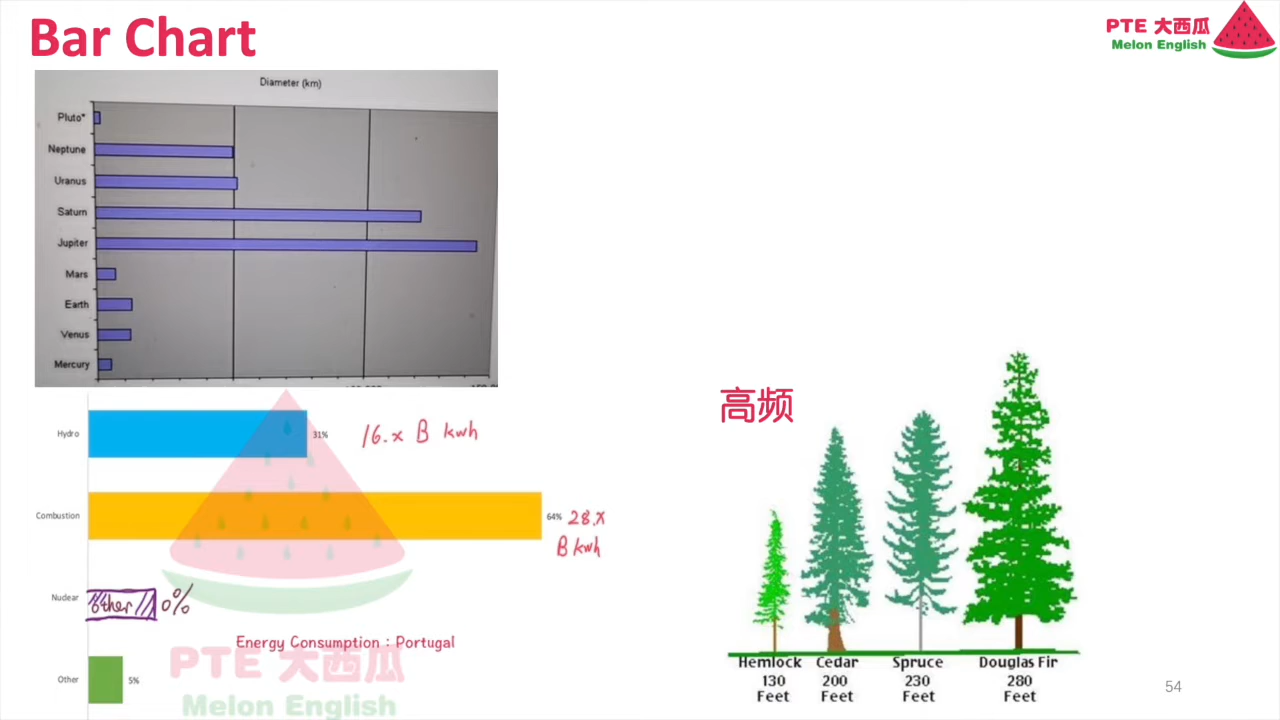 Bar Chart
PTE 大西瓜
Melon English
Diameter (km)
Pluto*
Neptune
Uranus
Saturn
Jupiter
Mars
Earth
Venus
Mercury
Hydro
31%
16.x B kwh
Combustion
64%
28.x
B kwh
Nuclear
other
0%
Energy Consumption : Portugal
PTE 大西瓜
Other
5%
Melon English
高频
Hemlock Cedar Spruce Douglas Fir
130 200 230 280
Feet Feet Feet Feet
54